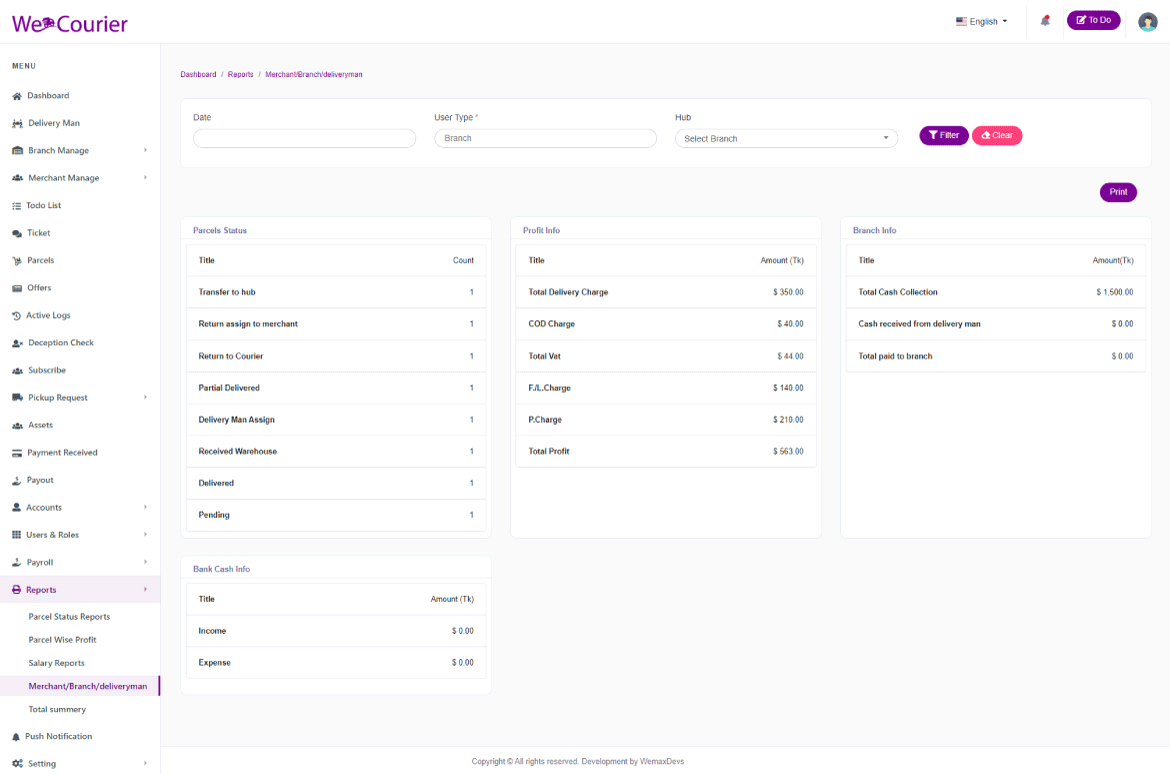 We Courier
English
To Do
MENU
Dashboard
Delivery Man
Branch Manage
Merchant Manage
Todo List
Ticket
Parcels
Offers
Active Logs
Deception Check
Subscribe
Pickup Request
Assets
Payment Received
Payout
Accounts
Users & Roles
Payroll
Reports
Parcel Status Reports
Parcel Wise Profit
Salary Reports
Merchant/Branch/deliveryman
Total summery
Push Notification
Setting
Dashboard / Reports / Merchant/Branch/deliveryman
Date
User Type *
Branch
Hub
Select Branch
Filter
Clear
Print
Parcels Status
Title Count
Transfer to hub 1
Return assign to merchant 1
Return to Courier 1
Partial Delivered 1
Delivery Man Assign 1
Received Warehouse 1
Delivered 1
Pending 1
Profit Info
Title Amount (Tk)
Total Delivery Charge $ 350.00
COD Charge $ 40.00
Total Vat $ 44.00
F./L.Charge $ 140.00
P.Charge $ 210.00
Total Profit $ 563.00
Branch Info
Title Amount(Tk)
Total Cash Collection $ 1,500.00
Cash received from delivery man $ 0.00
Total paid to branch $ 0.00
Bank Cash Info
Title Amount (Tk)
Income $ 0.00
Expense $ 0.00
Copyright © All rights reserved. Development by WemaxDevs